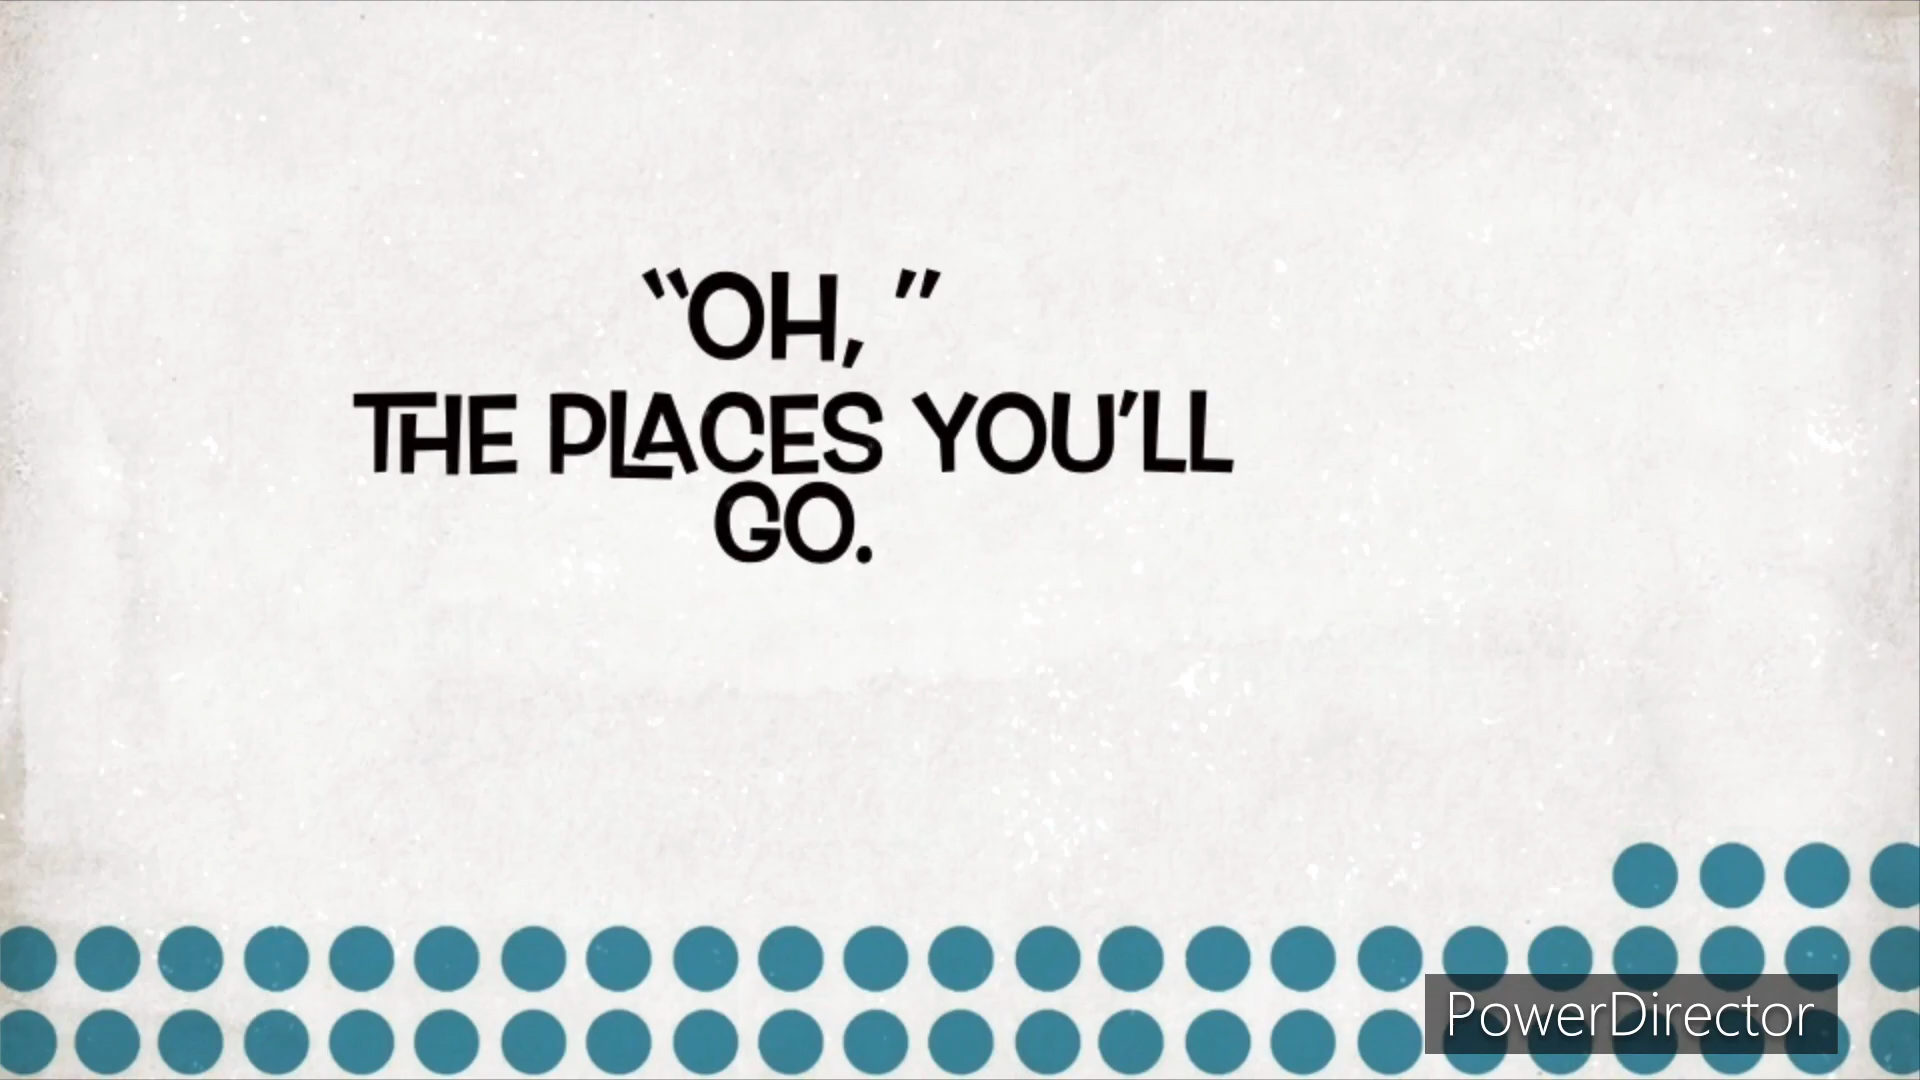 “OH, ”
THE PLACES YOU’LL
GO.
PowerDirector